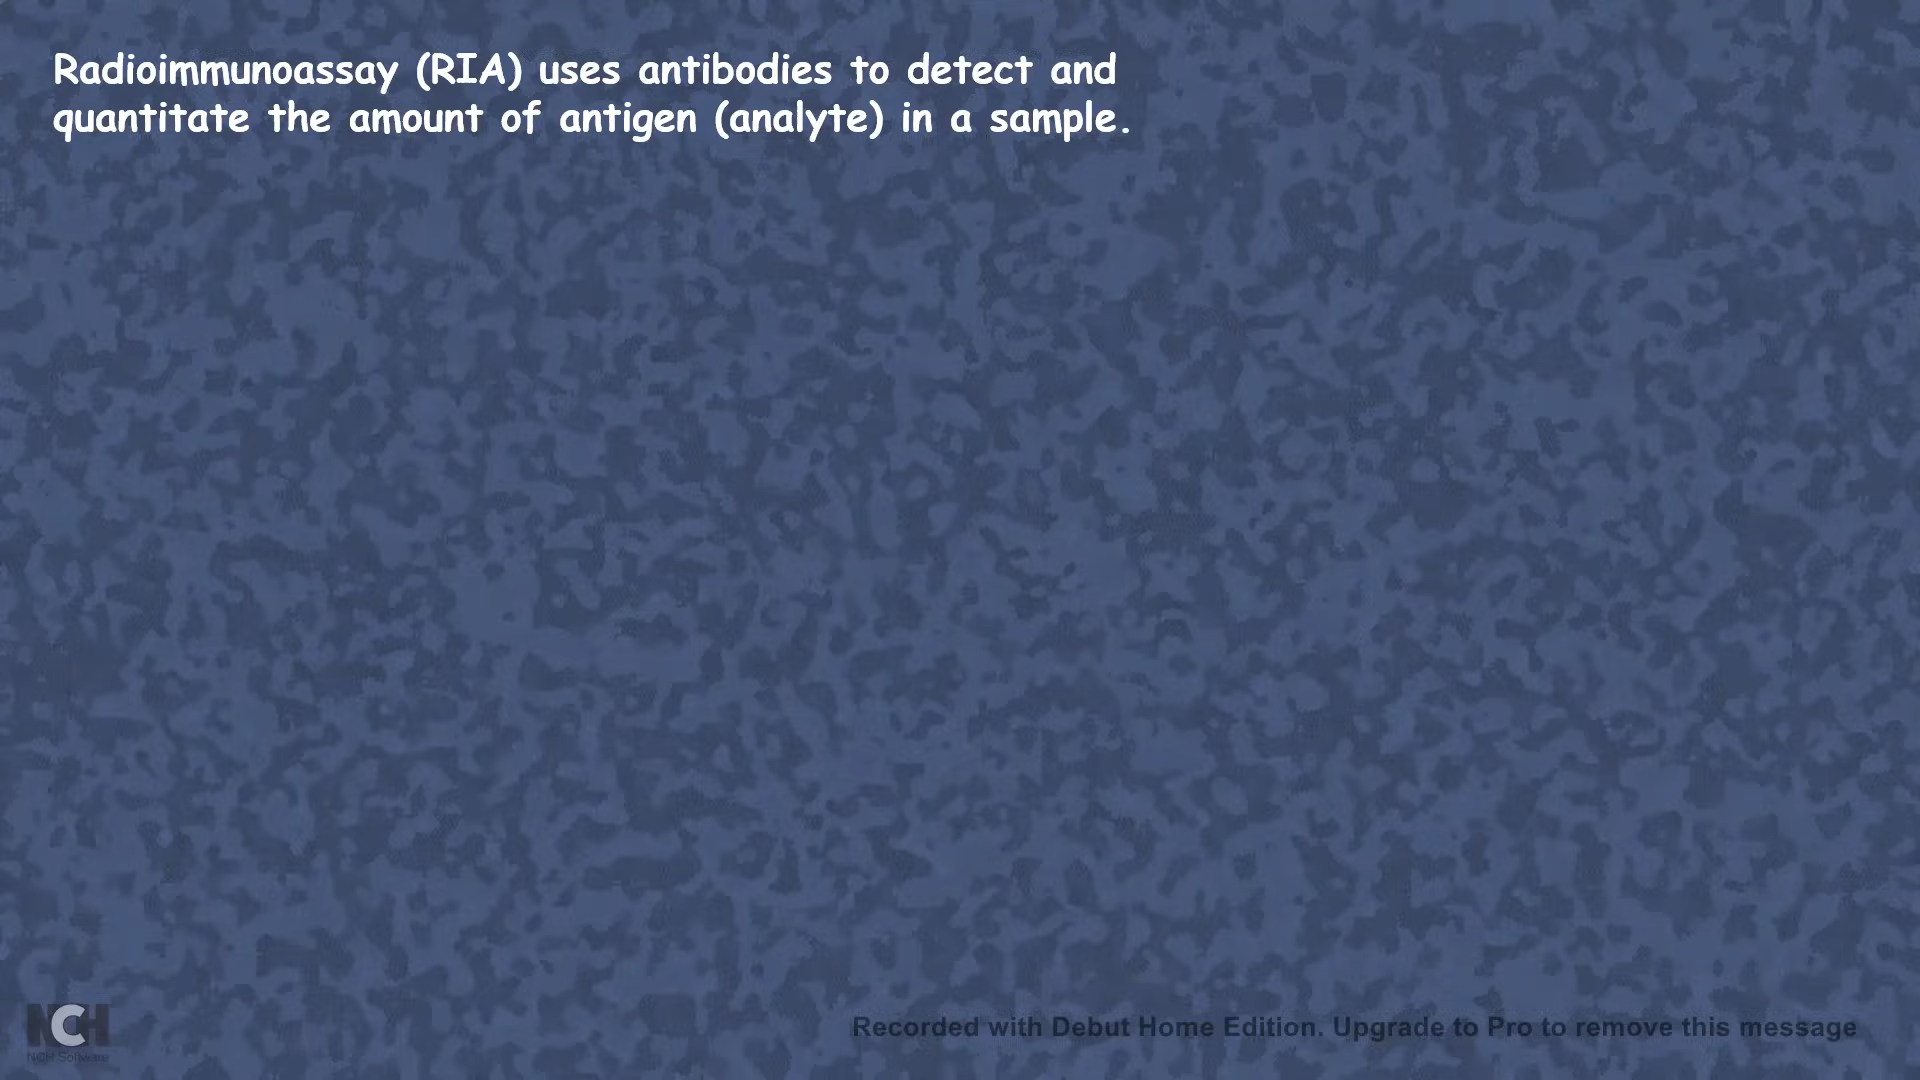 Radioimmunoassay (RIA) uses antibodies to detect and
quantitate the amount of antigen (analyte) in a sample.
NCH
NCH Software
Recorded with Debut Home Edition. Upgrade to Pro to remove this message